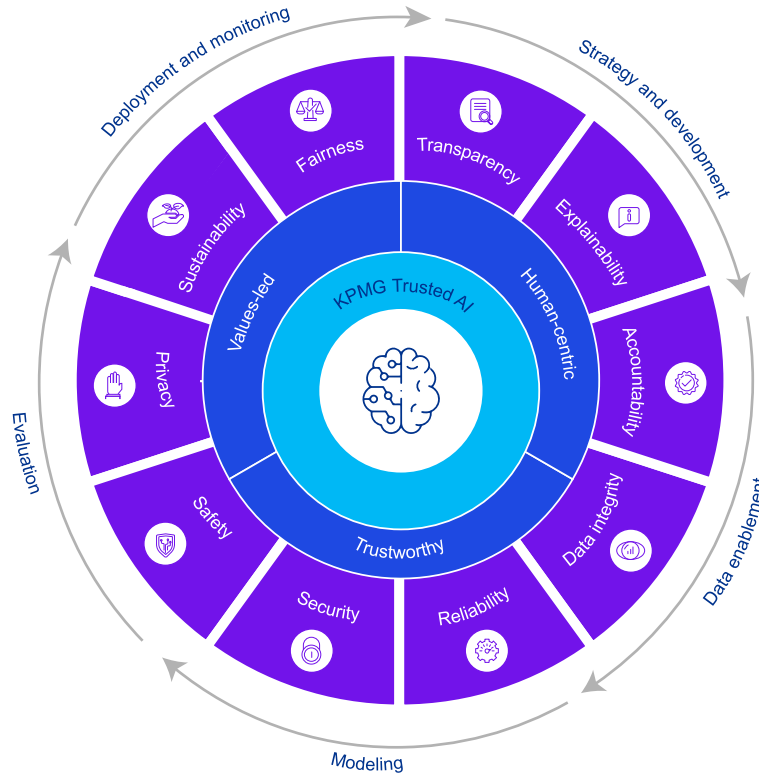 Deployment and monitoring
Strategy and development
Data enablement
Modeling
Evaluation
Fairness
Transparency
Explainability
Accountability
Data integrity
Reliability
Security
Safety
Privacy
Sustainability
Values-led
Human-centric
Trustworthy
KPMG Trusted AI